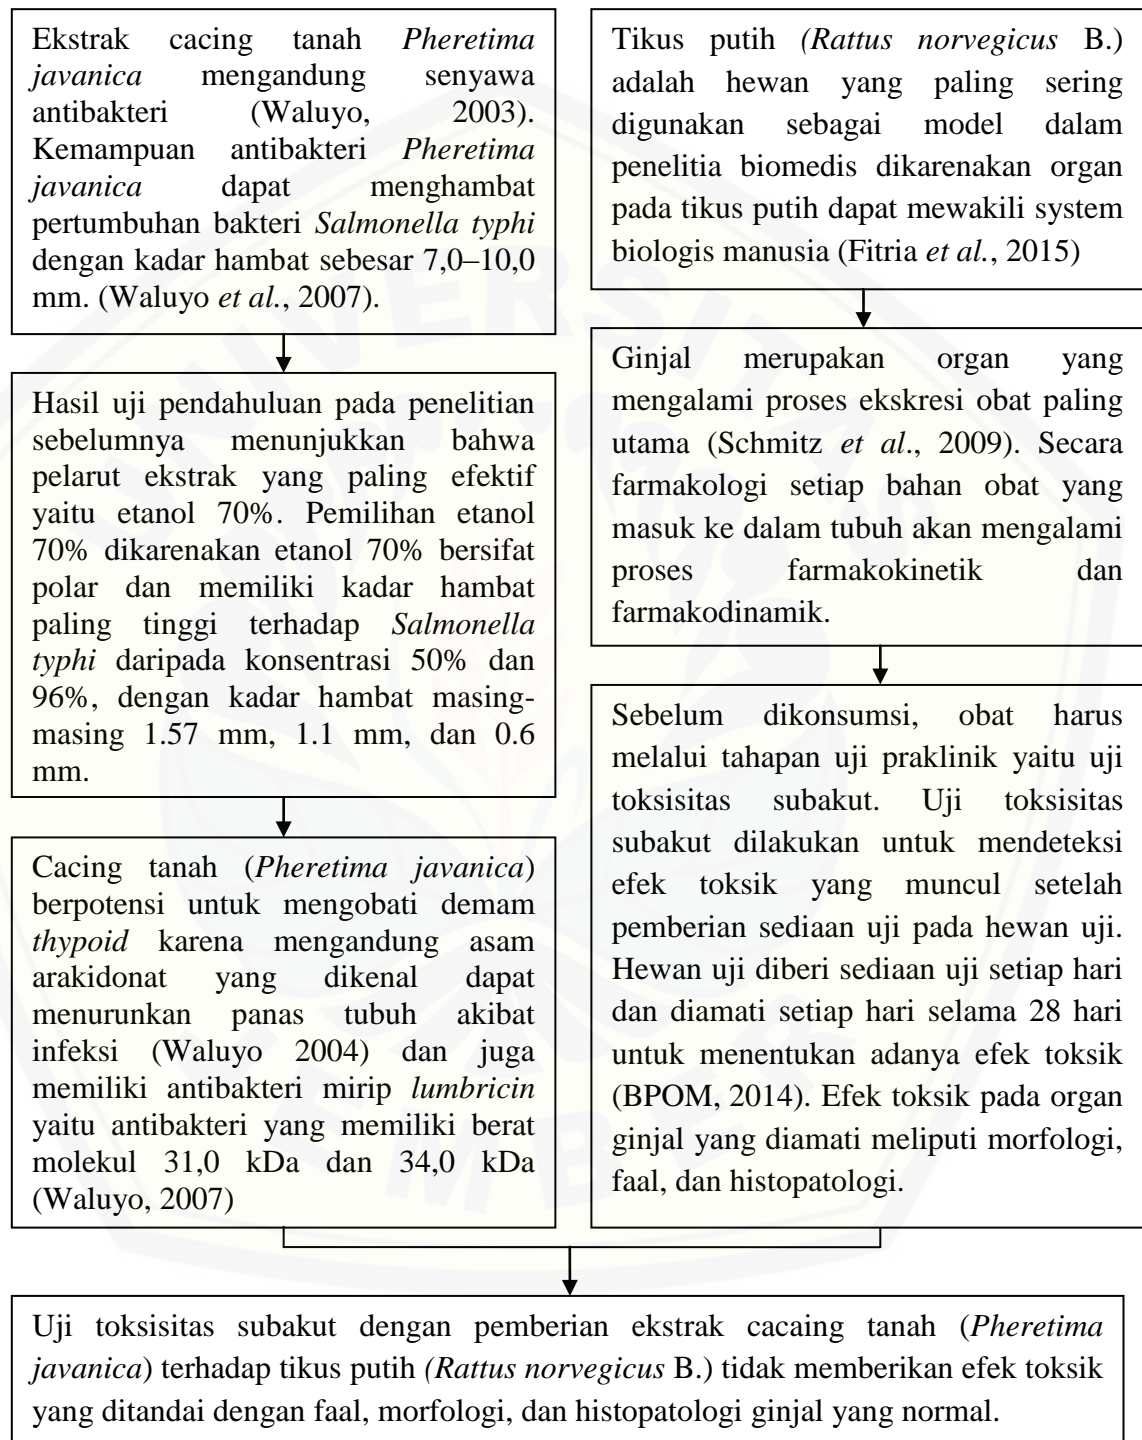 Ekstrak cacing tanah Pheretima
javanica mengandung senyawa
antibakteri (Waluyo, 2003).
Kemampuan antibakteri Pheretima
javanica dapat menghambat
pertumbuhan bakteri Salmonella typhi
dengan kadar hambat sebesar 7,0–10,0
mm. (Waluyo et al., 2007).
Hasil uji pendahuluan pada penelitian
sebelumnya menunjukkan bahwa
pelarut ekstrak yang paling efektif
yaitu etanol 70%. Pemilihan etanol
70% dikarenakan etanol 70% bersifat
polar dan memiliki kadar hambat
paling tinggi terhadap Salmonella
typhi daripada konsentrasi 50% dan
96%, dengan kadar hambat masing-
masing 1.57 mm, 1.1 mm, dan 0.6
mm.
Cacing tanah (Pheretima javanica)
berpotensi untuk mengobati demam
thypoid karena mengandung asam
arakidonat yang dikenal dapat
menurunkan panas tubuh akibat
infeksi (Waluyo 2004) dan juga
memiliki antibakteri mirip lumbricin
yaitu antibakteri yang memiliki berat
molekul 31,0 kDa dan 34,0 kDa
(Waluyo, 2007)
Tikus putih (Rattus norvegicus B.)
adalah hewan yang paling sering
digunakan sebagai model dalam
penelitia biomedis dikarenakan organ
pada tikus putih dapat mewakili system
biologis manusia (Fitria et al., 2015)
Ginjal merupakan organ yang
mengalami proses ekskresi obat paling
utama (Schmitz et al., 2009). Secara
farmakologi setiap bahan obat yang
masuk ke dalam tubuh akan mengalami
proses farmakokinetik dan
farmakodinamik.
Sebelum dikonsumsi, obat harus
melalui tahapan uji praklinik yaitu uji
toksisitas subakut. Uji toksisitas
subakut dilakukan untuk mendeteksi
efek toksik yang muncul setelah
pemberian sediaan uji pada hewan uji.
Hewan uji diberi sediaan uji setiap hari
dan diamati setiap hari selama 28 hari
untuk menentukan adanya efek toksik
(BPOM, 2014). Efek toksik pada organ
ginjal yang diamati meliputi morfologi,
faal, dan histopatologi.
Uji toksisitas subakut dengan pemberian ekstrak cacaing tanah (Pheretima
javanica) terhadap tikus putih (Rattus norvegicus B.) tidak memberikan efek toksik
yang ditandai dengan faal, morfologi, dan histopatologi ginjal yang normal.
UNIVERSITAS
JEMBER